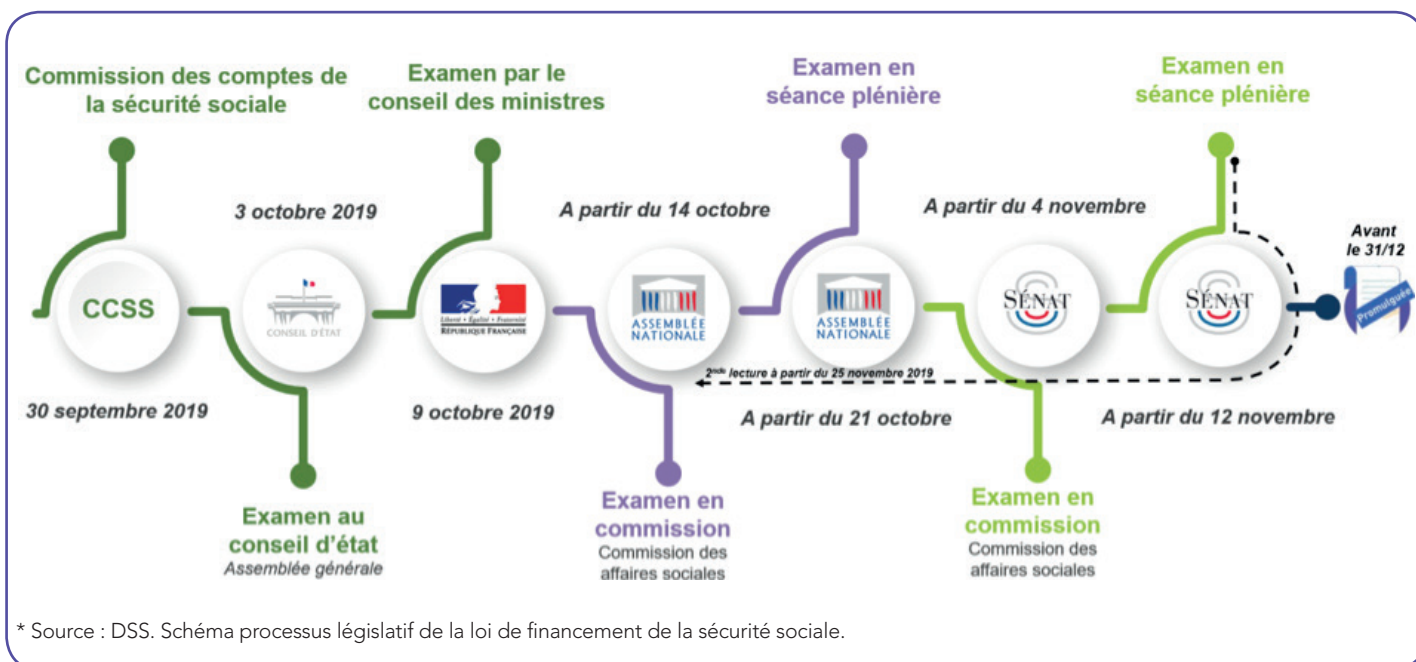 Commission des comptes de
la sécurité sociale
Examen par le
conseil des ministres
Examen en
séance plénière
Examen en
séance plénière
3 octobre 2019
A partir du 14 octobre
A partir du 4 novembre
Avant
le 31/12
CCSS
CONSEIL D'ÉTAT
Liberté • Égalité • Fraternité
RÉPUBLIQUE FRANÇAISE
ASSEMBLÉE
NATIONALE
ASSEMBLÉE
NATIONALE
SÉNAT
SÉNAT
Promulguée
2nde lecture à partir du 25 novembre 2019
30 septembre 2019
9 octobre 2019
A partir du 21 octobre
A partir du 12 novembre
Examen au
conseil d'état
Assemblée générale
Examen en
commission
Commission des
affaires sociales
Examen en
commission
Commission des
affaires sociales
* Source : DSS. Schéma processus législatif de la loi de financement de la sécurité sociale.